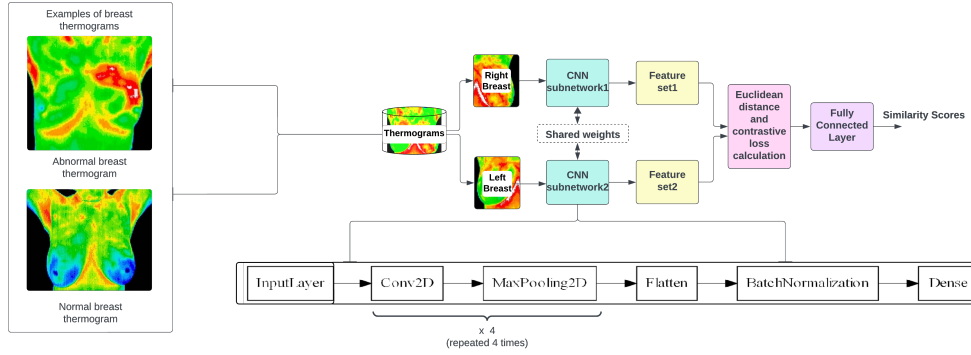 Examples of breast
thermograms
Abnormal breast
thermogram
Normal breast
thermogram
Thermograms
Right
Breast
Left
Breast
CNN
subnetwork1
Shared weights
CNN
subnetwork2
Feature
set1
Feature
set2
Euclidean
distance
and
contrastive
loss
calculation
Fully
Connected
Layer
Similarity Scores
InputLayer
Conv2D
MaxPooling2D
Flatten
BatchNormalization
Dense
x 4
(repeated 4 times)